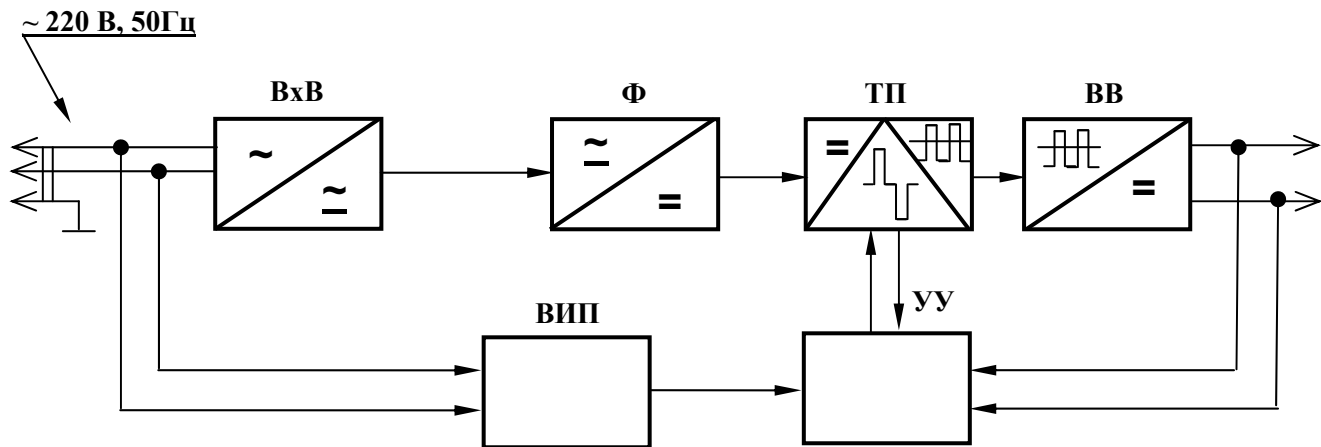 ~ 220 В, 50Гц
ВхВ
Ф
ТП
ВВ
~
≂
≂
=
=
=
ВИП
УУ